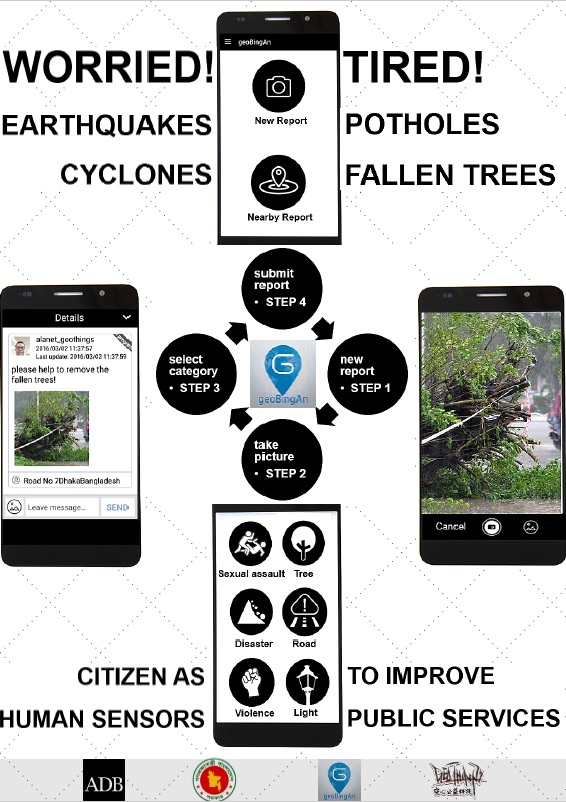 WORRIED!
EARTHQUAKES
CYCLONES
geoBingAn
New Report
Nearby Report
TIRED!
POTHOLES
FALLEN TREES
submit
report
• STEP 4
new
report
• STEP 1
take
picture
• STEP 2
select
category
• STEP 3
G
geoBingAn
Details
alanet_geothings
2016/03/02 11:37:57
Last update: 2016/03/02 11:37:59
please help to remove the
fallen trees!
Road No 7DhakaBangladesh
Leave message...
SEND
Cancel
Sexual assault
Tree
Disaster
Road
Violence
Light
CITIZEN AS
HUMAN SENSORS
TO IMPROVE
PUBLIC SERVICES
ADB
G
geoBingAn